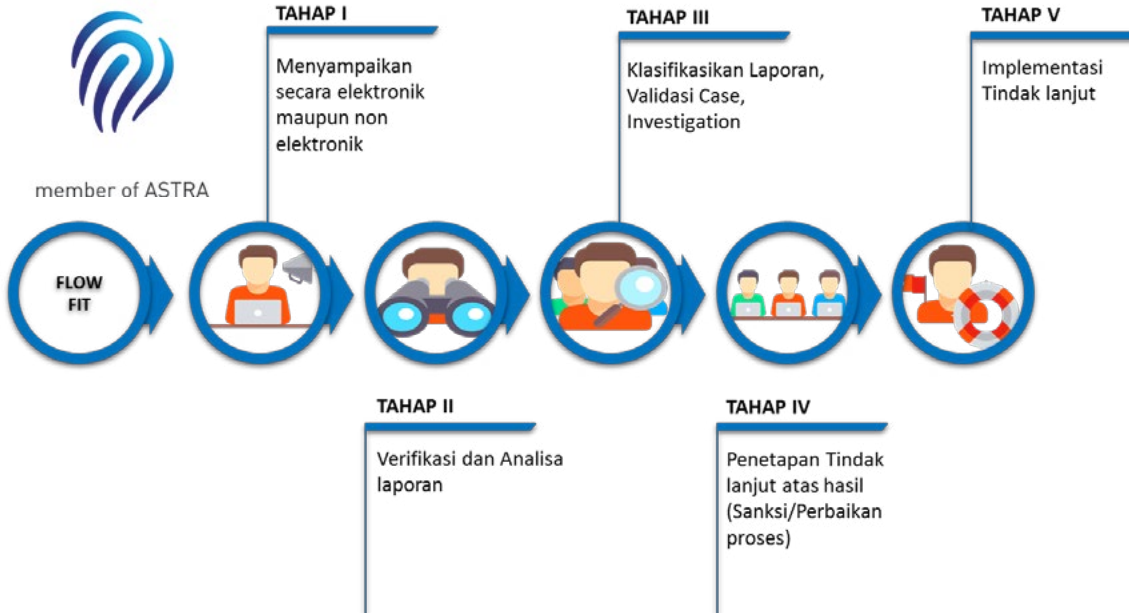 member of ASTRA
FLOW
FIT
TAHAP I
Menyampaikan
secara elektronik
maupun non
elektronik
TAHAP II
Verifikasi dan Analisa
laporan
TAHAP III
Klasifikasikan Laporan,
Validasi Case,
Investigation
TAHAP IV
Penetapan Tindak
lanjut atas hasil
(Sanksi/Perbaikan
proses)
TAHAP V
Implementasi
Tindak lanjut